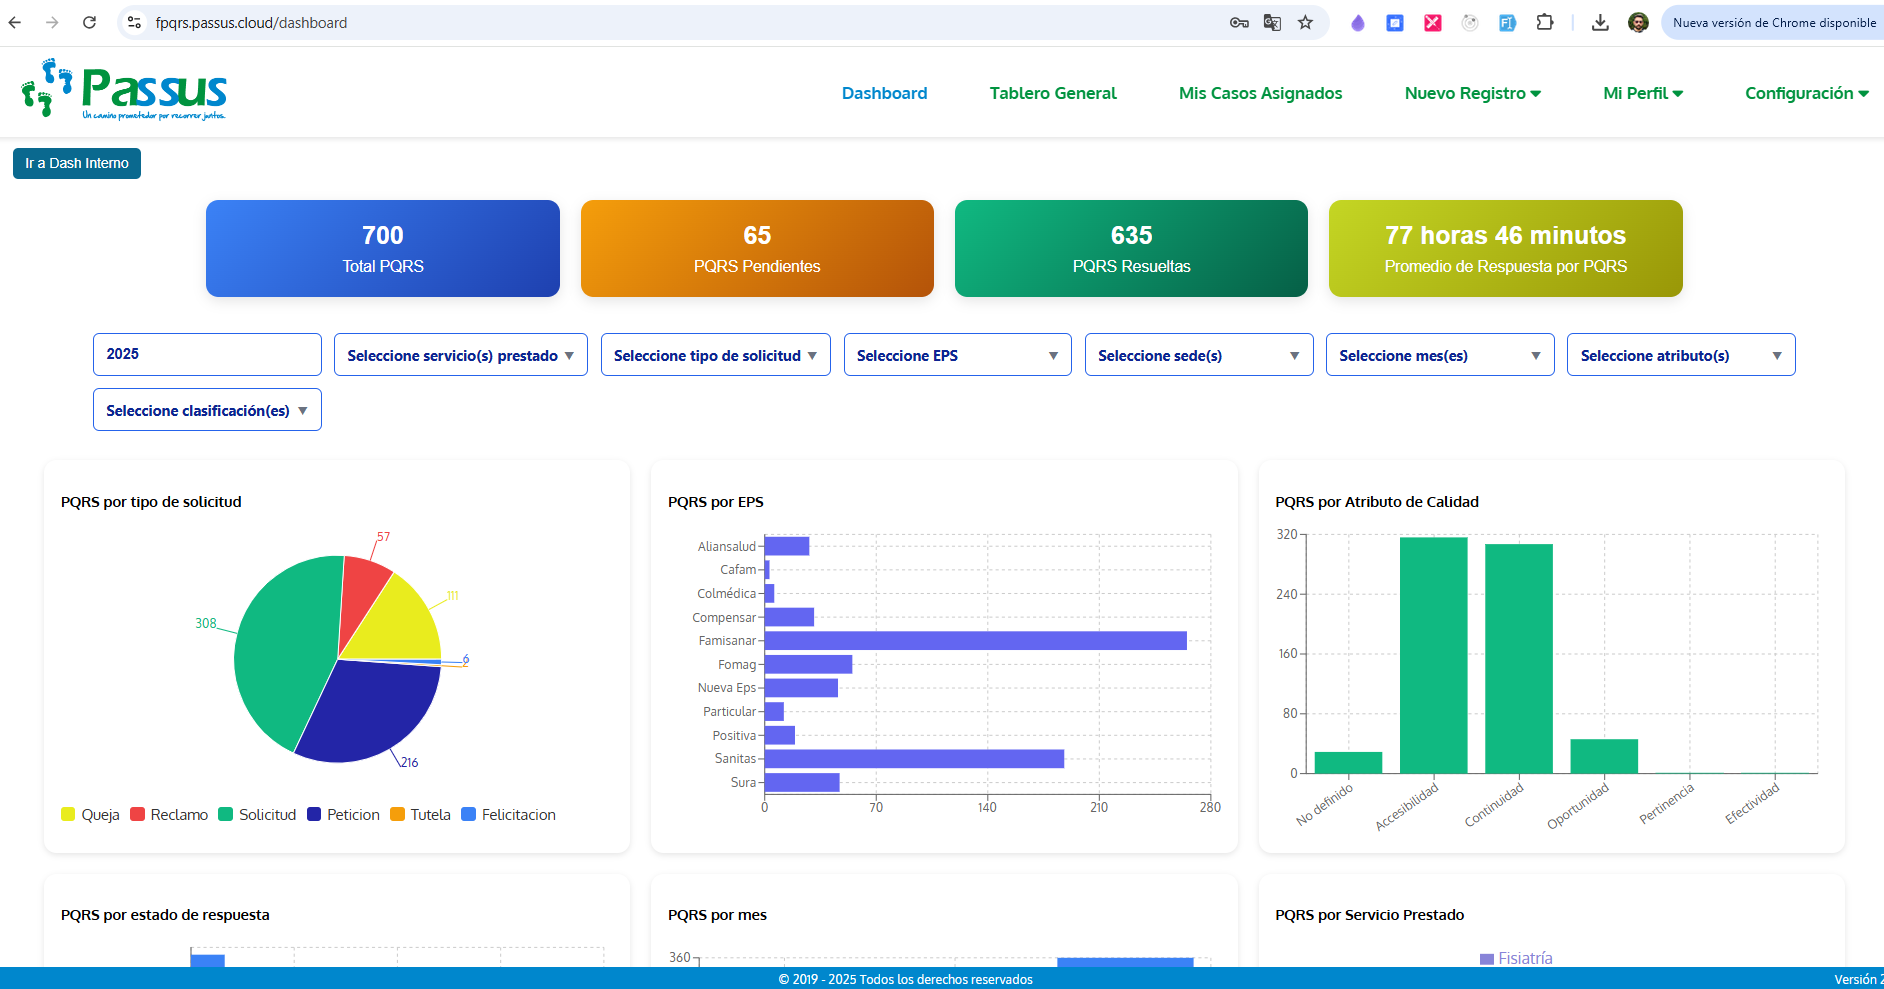 fpqrs.passus.cloud/dashboard
Nueva versión de Chrome disponible
Passus
Un camino prometedor por recorrer juntos.
Dashboard
Tablero General
Mis Casos Asignados
Nuevo Registro
Mi Perfil
Configuración
Ir a Dash Interno
700
Total PQRS
65
PQRS Pendientes
635
PQRS Resueltas
77 horas 46 minutos
Promedio de Respuesta por PQRS
2025
Seleccione servicio(s) prestado
Seleccione tipo de solicitud
Seleccione EPS
Seleccione sede(s)
Seleccione mes(es)
Seleccione atributo(s)
Seleccione clasificación(es)
PQRS por tipo de solicitud
57
111
308
6
2
216
Queja
Reclamo
Solicitud
Peticion
Tutela
Felicitacion
PQRS por EPS
Aliansalud
Cafam
Colmédica
Compensar
Famisanar
Fomag
Nueva Eps
Particular
Positiva
Sanitas
Sura
0
70
140
210
280
PQRS por Atributo de Calidad
320
240
160
80
0
No definido
Accesibilidad
Continuidad
Oportunidad
Pertinencia
Efectividad
PQRS por estado de respuesta
PQRS por mes
360
PQRS por Servicio Prestado
Fisiatría
© 2019 - 2025 Todos los derechos reservados
Versión 2